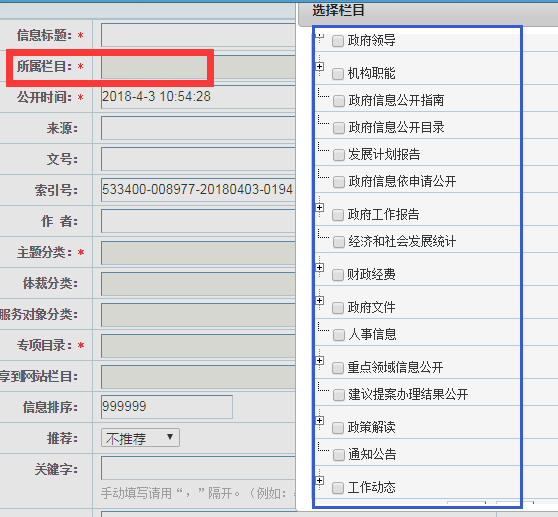 选择栏目
信息标题：*
所属栏目：*
公开时间：* 2018-4-3 10:54:28
来源：
文号：
索引号： 533400-008977-20180403-0194
作 者：
主题分类：*
体裁分类：
服务对象分类：
专项目录：*
享到网站栏目：
信息排序： 999999
推荐： 不推荐
关键字：
手动填写请用“，”隔开。（例如：
政府领导
机构职能
政府信息公开指南
政府信息公开目录
发展计划报告
政府信息依申请公开
政府工作报告
经济和社会发展统计
财政经费
政府文件
人事信息
重点领域信息公开
建议提案办理结果公开
政策解读
通知公告
工作动态